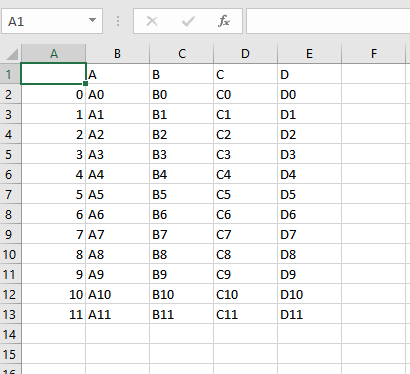 A1
A B C D E F
1 A B C D
2 0 A0 B0 C0 D0
3 1 A1 B1 C1 D1
4 2 A2 B2 C2 D2
5 3 A3 B3 C3 D3
6 4 A4 B4 C4 D4
7 5 A5 B5 C5 D5
8 6 A6 B6 C6 D6
9 7 A7 B7 C7 D7
10 8 A8 B8 C8 D8
11 9 A9 B9 C9 D9
12 10 A10 B10 C10 D10
13 11 A11 B11 C11 D11
14
15
16